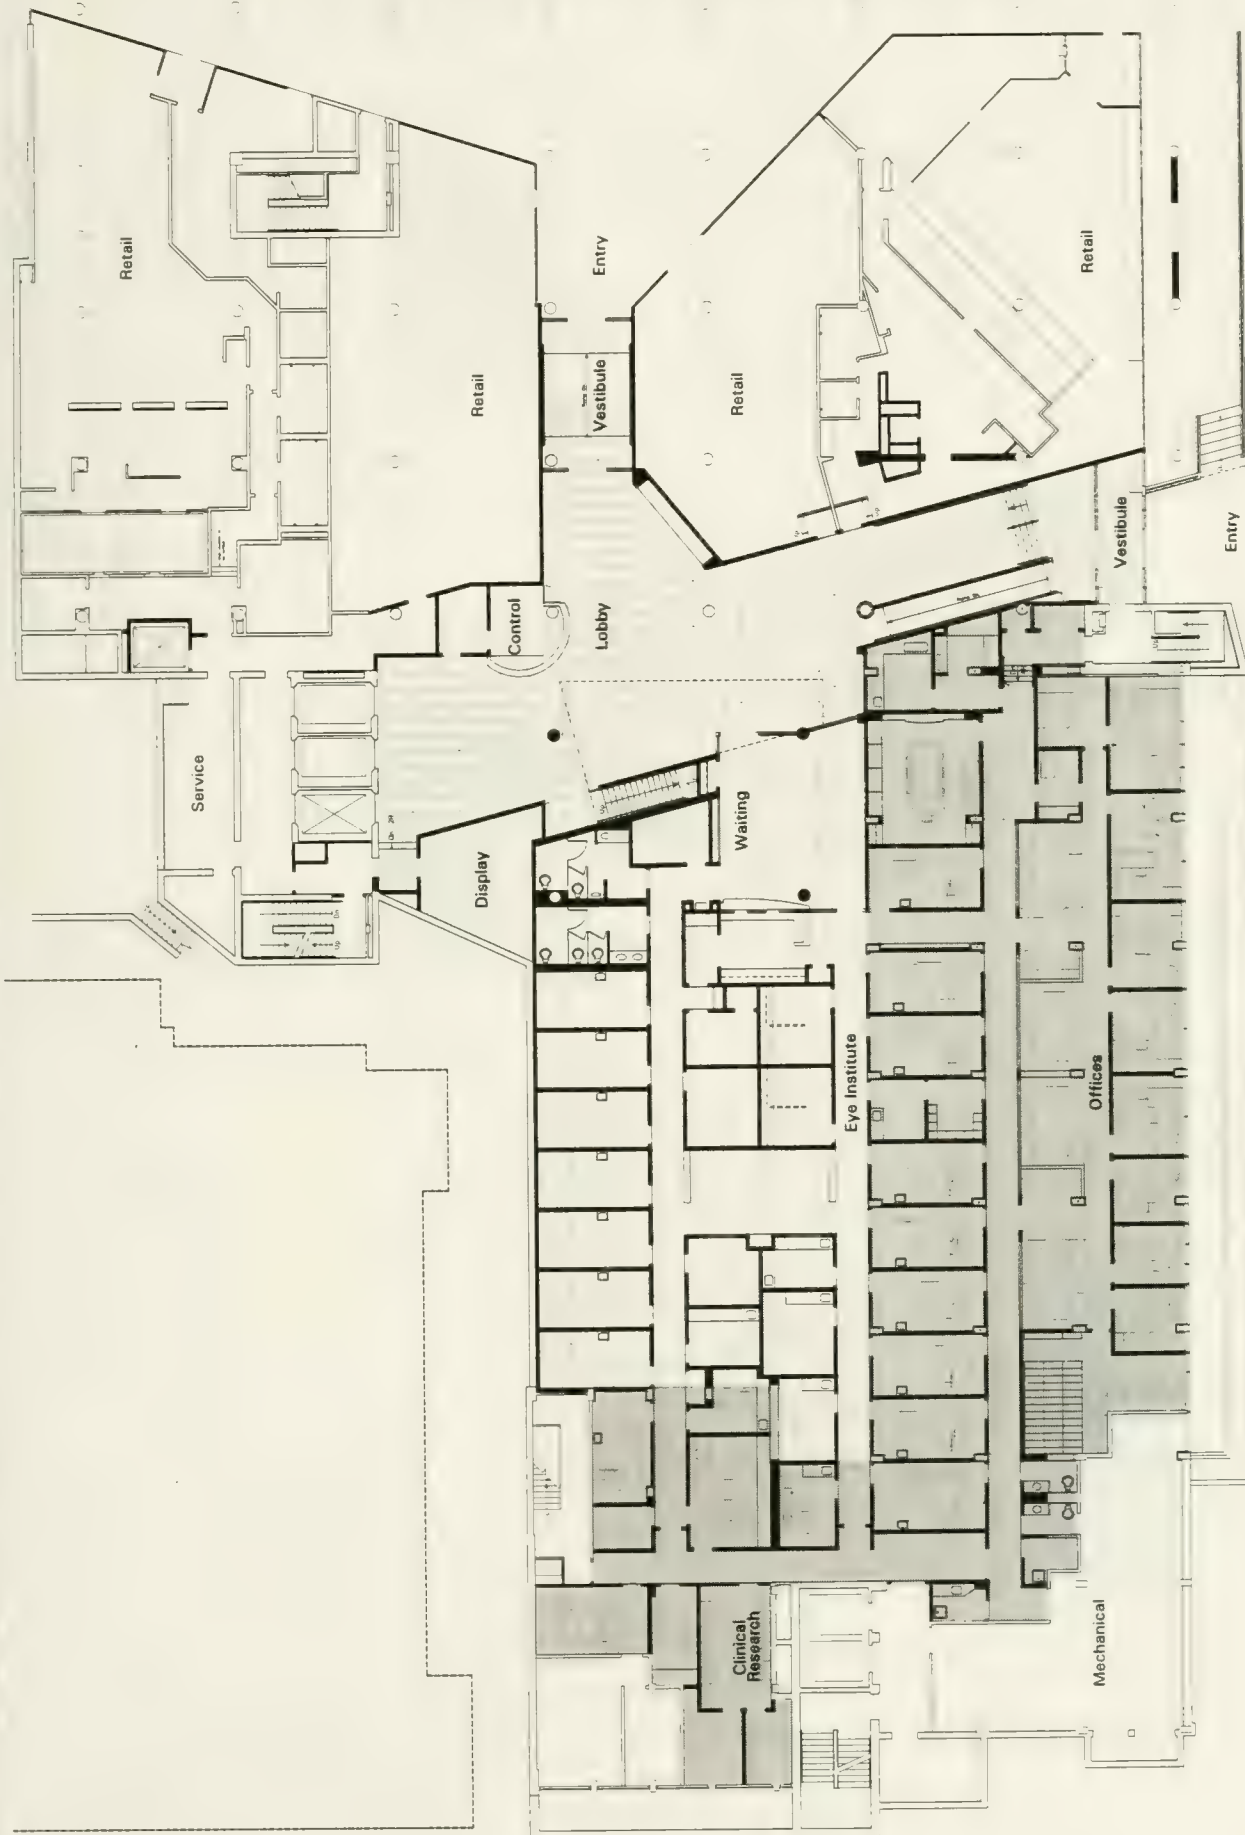 Retail
Retail
Entry
Vestibule
Retail
Retail
Control
Lobby
Vestibule
Entry
Service
Display
Waiting
Eye Institute
Offices
Clinical
Research
Mechanical